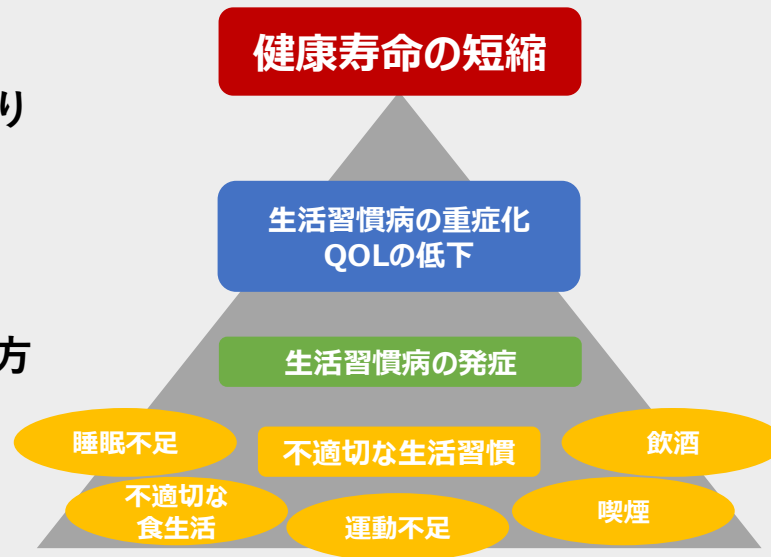 健康寿命の短縮
り
生活習慣病の重症化
QOLの低下
方
生活習慣病の発症
睡眠不足
不適切な生活習慣
飲酒
不適切な
食生活
運動不足
喫煙